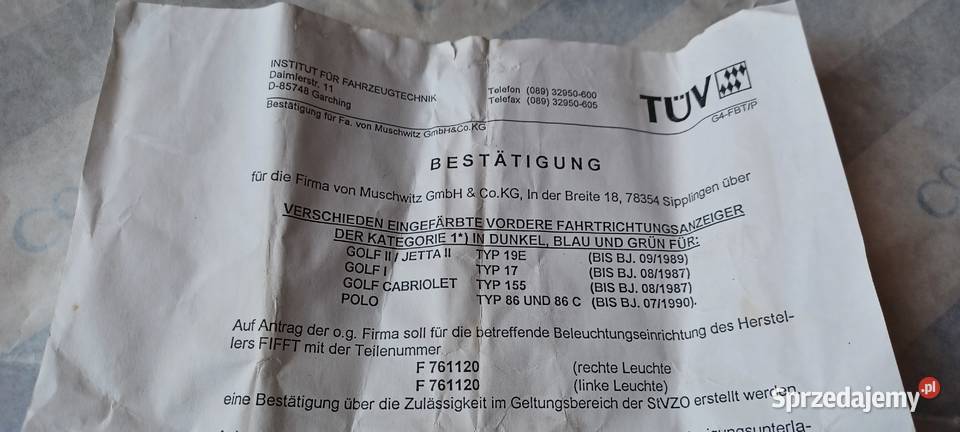 INSTITUT FÜR FAHRZEUGTECHNIK
Daimlerstr. 11
D-85748 Garching
Telefon (089) 32950-600
Telefax (089) 32950-605
TÜV
G4-FBT/P
Bestätigung für Fa. von Muschwitz GmbH&Co.KG
BESTÄTIGUNG
für die Firma von Muschwitz GmbH & Co.KG, In der Breite 18, 78354 Sipplingen über
VERSCHIEDEN EINGEFÄRBTE VORDERE FAHRTRICHTUNGSANZEIGER
DER KATEGORIE 1*) IN DUNKEL, BLAU UND GRÜN FÜR:
GOLF II / JETTA II TYP 19E (BIS BJ. 09/1989)
GOLF I TYP 17 (BIS BJ. 08/1987)
GOLF CABRIOLET TYP 155 (BIS BJ. 08/1987)
POLO TYP 86 UND 86 C (BIS BJ. 07/1990).
Auf Antrag der o.g. Firma soll für die betreffende Beleuchtungseinrichtung des Herstel-
lers FIFFT mit der Teilenummer
F 761120 (rechte Leuchte
F 761120 (linke Leuchte)
eine Bestätigung über die Zulässigkeit im Geltungsbereich der StVZO erstellt werden.
Sprzedajemy.pl